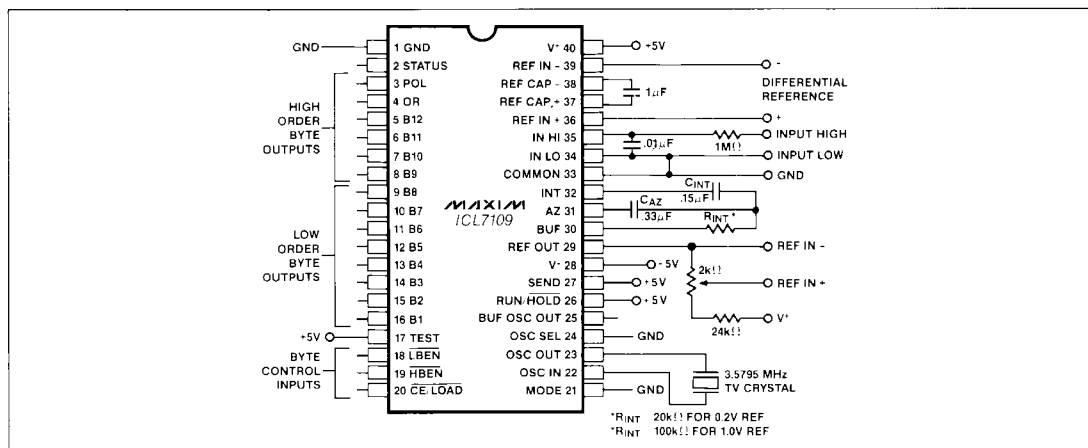 GND
1 GND
2 STATUS
3 POL
4 OR
5 B12
6 B11
7 B10
8 B9
9 B8
10 B7
11 B6
12 B5
13 B4
14 B3
15 B2
16 B1
17 TEST
18 LBEN
19 HBEN
20 CE/LOAD
HIGH
ORDER
BYTE
OUTPUTS
LOW
ORDER
BYTE
OUTPUTS
+5V
BYTE
CONTROL
INPUTS
MAXIM
ICL7109
V+ 40
REF IN - 39
REF CAP - 38
REF CAP + 37
REF IN + 36
IN HI 35
IN LO 34
COMMON 33
INT 32
AZ 31
BUF 30
REF OUT 29
V- 28
SEND 27
RUN/HOLD 26
BUF OSC OUT 25
OSC SEL 24
OSC OUT 23
OSC IN 22
MODE 21
+5V
-
DIFFERENTIAL
REFERENCE
1µF
+
INPUT HIGH
.01µF
1MΩ
INPUT LOW
GND
CINT
.15µF
CAZ
.33µF
RINT*
REF IN -
-5V
2kΩ
+5V
REF IN +
+5V
V+
24kΩ
GND
3.5795 MHz
TV CRYSTAL
GND
*RINT 20kΩ FOR 0.2V REF
*RINT 100kΩ FOR 1.0V REF